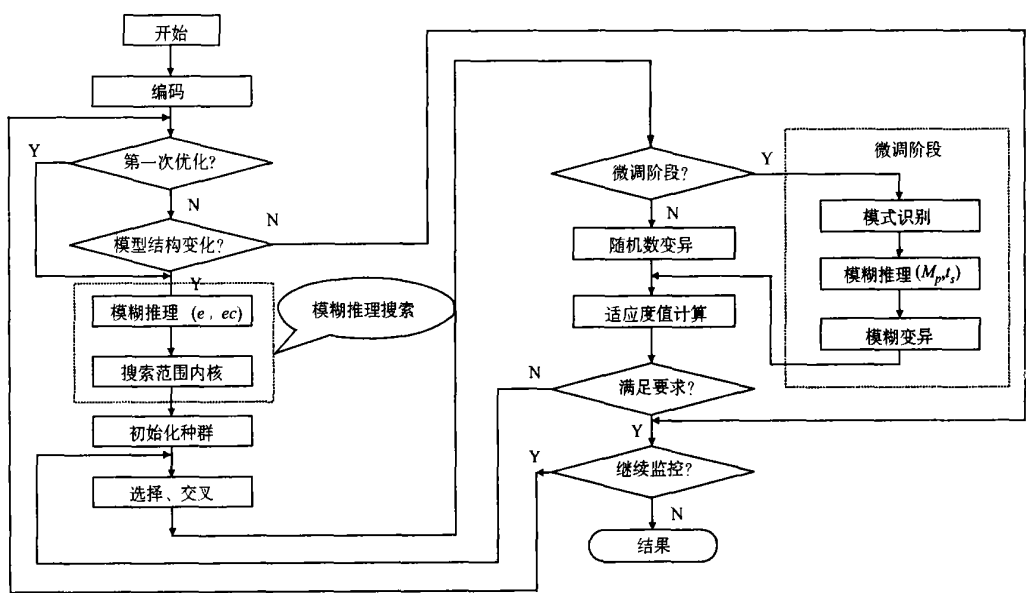 开始
编码
Y
第一次优化?
N
N
模型结构变化?
Y
模糊推理 (e, ec)
模糊推理搜索
搜索范围内核
初始化种群
选择、交叉
微调阶段?
Y
N
随机数变异
适应度值计算
N
满足要求?
Y
Y
继续监控?
N
结果
微调阶段
模式识别
模糊推理(Mp,ts)
模糊变异